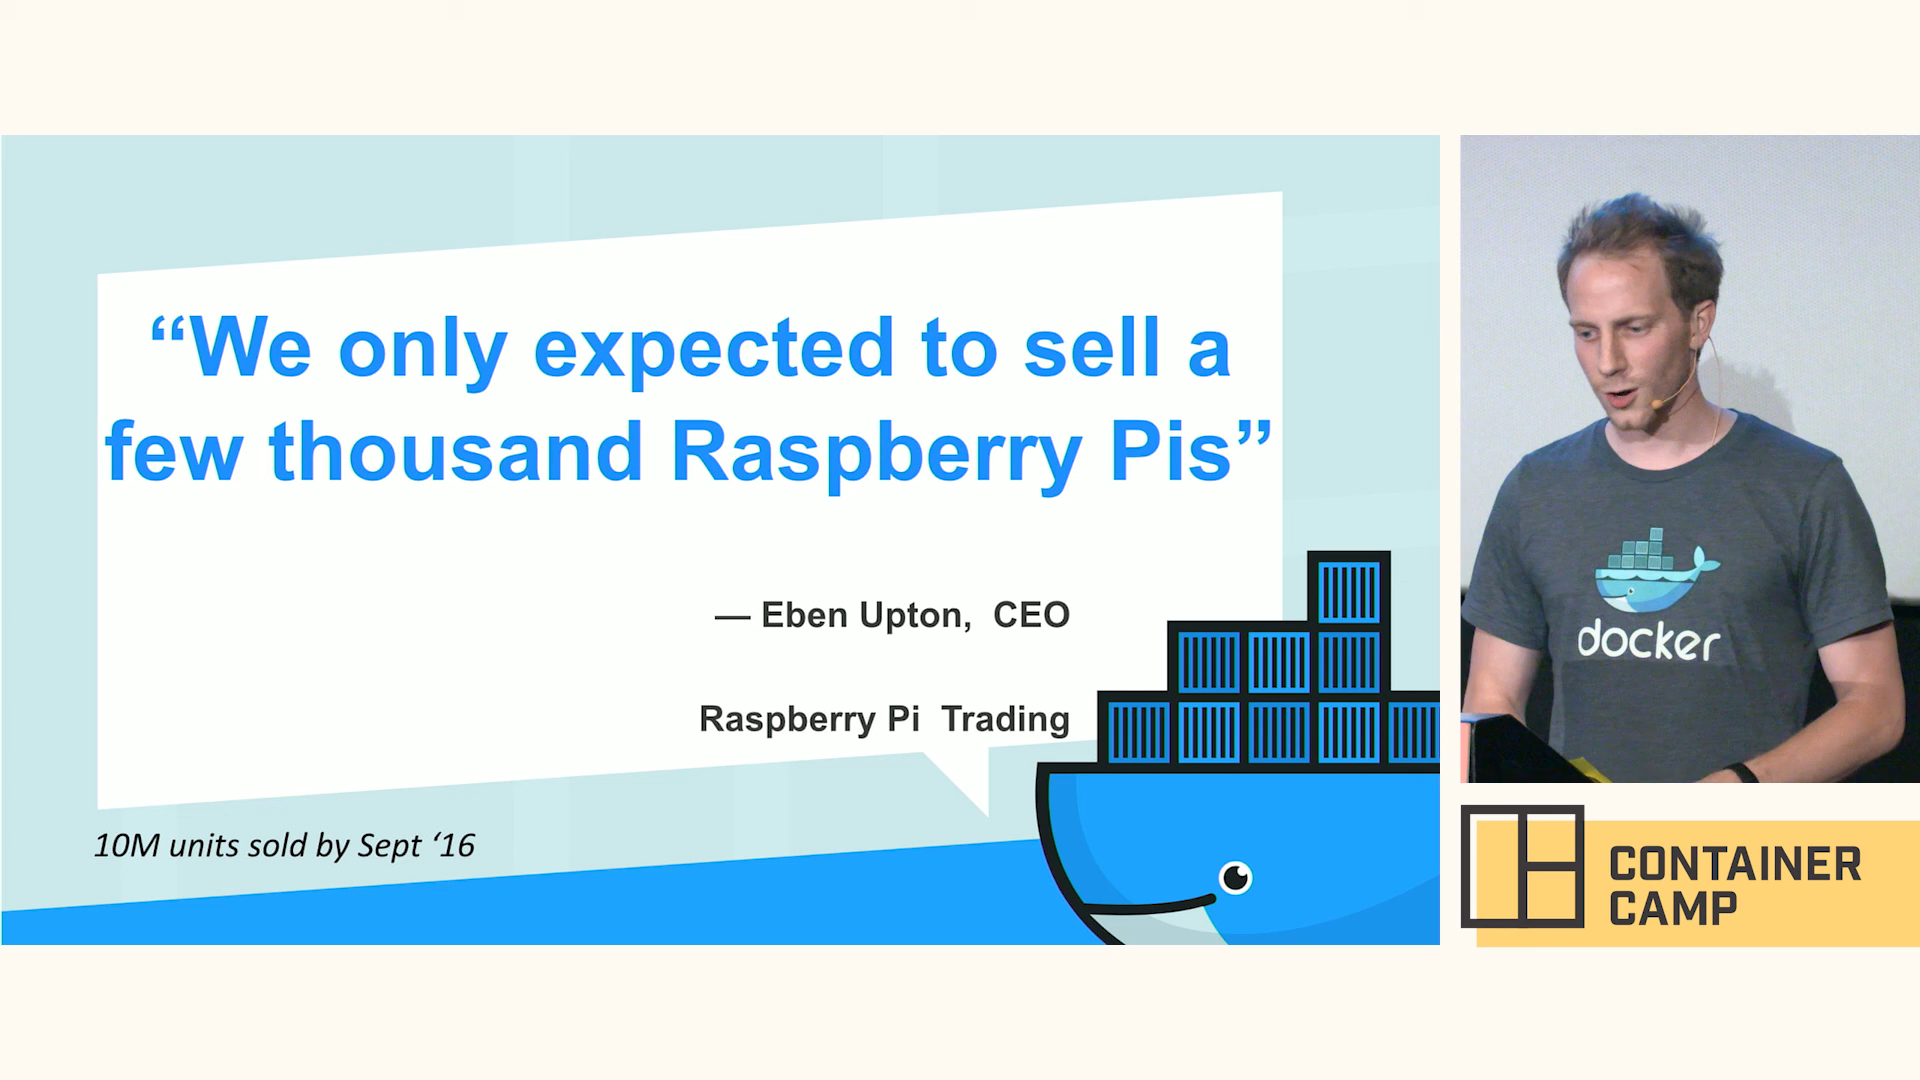 “We only expected to sell a
few thousand Raspberry Pis”
— Eben Upton, CEO
Raspberry Pi Trading
10M units sold by Sept ‘16
docker
CONTAINER
CAMP